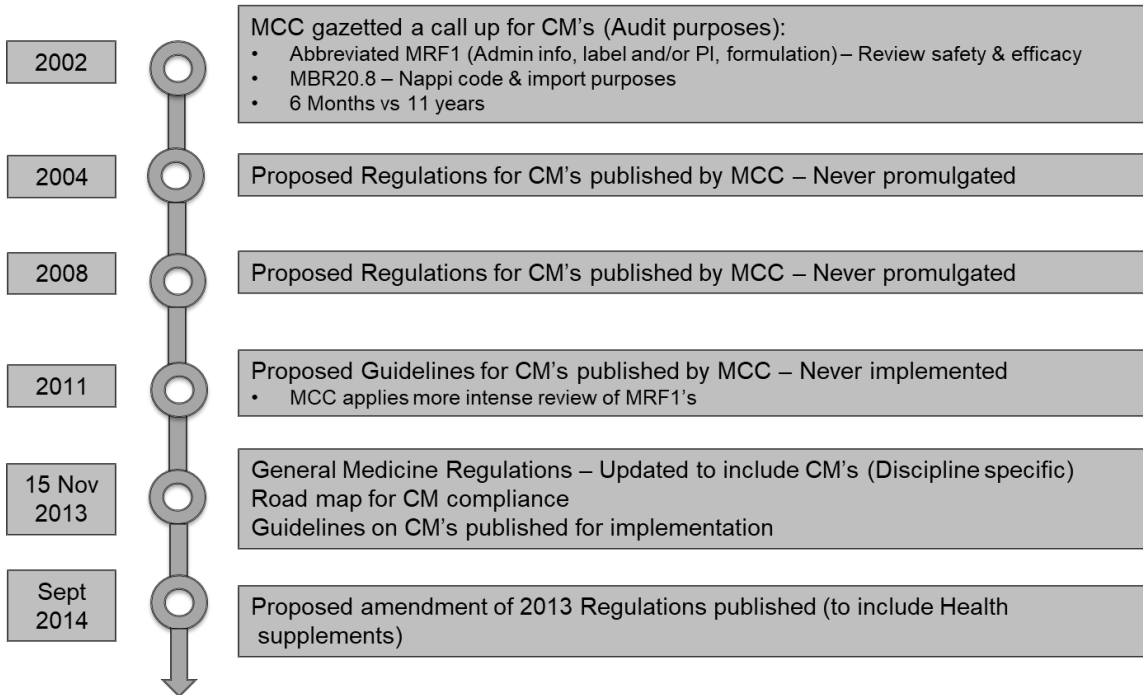 2002
MCC gazetted a call up for CM's (Audit purposes):
• Abbreviated MRF1 (Admin info, label and/or PI, formulation) – Review safety & efficacy
• MBR20.8 – Nappi code & import purposes
• 6 Months vs 11 years
2004
Proposed Regulations for CM's published by MCC – Never promulgated
2008
Proposed Regulations for CM's published by MCC – Never promulgated
2011
Proposed Guidelines for CM's published by MCC – Never implemented
• MCC applies more intense review of MRF1's
15 Nov
2013
General Medicine Regulations – Updated to include CM's (Discipline specific)
Road map for CM compliance
Guidelines on CM's published for implementation
Sept
2014
Proposed amendment of 2013 Regulations published (to include Health
supplements)